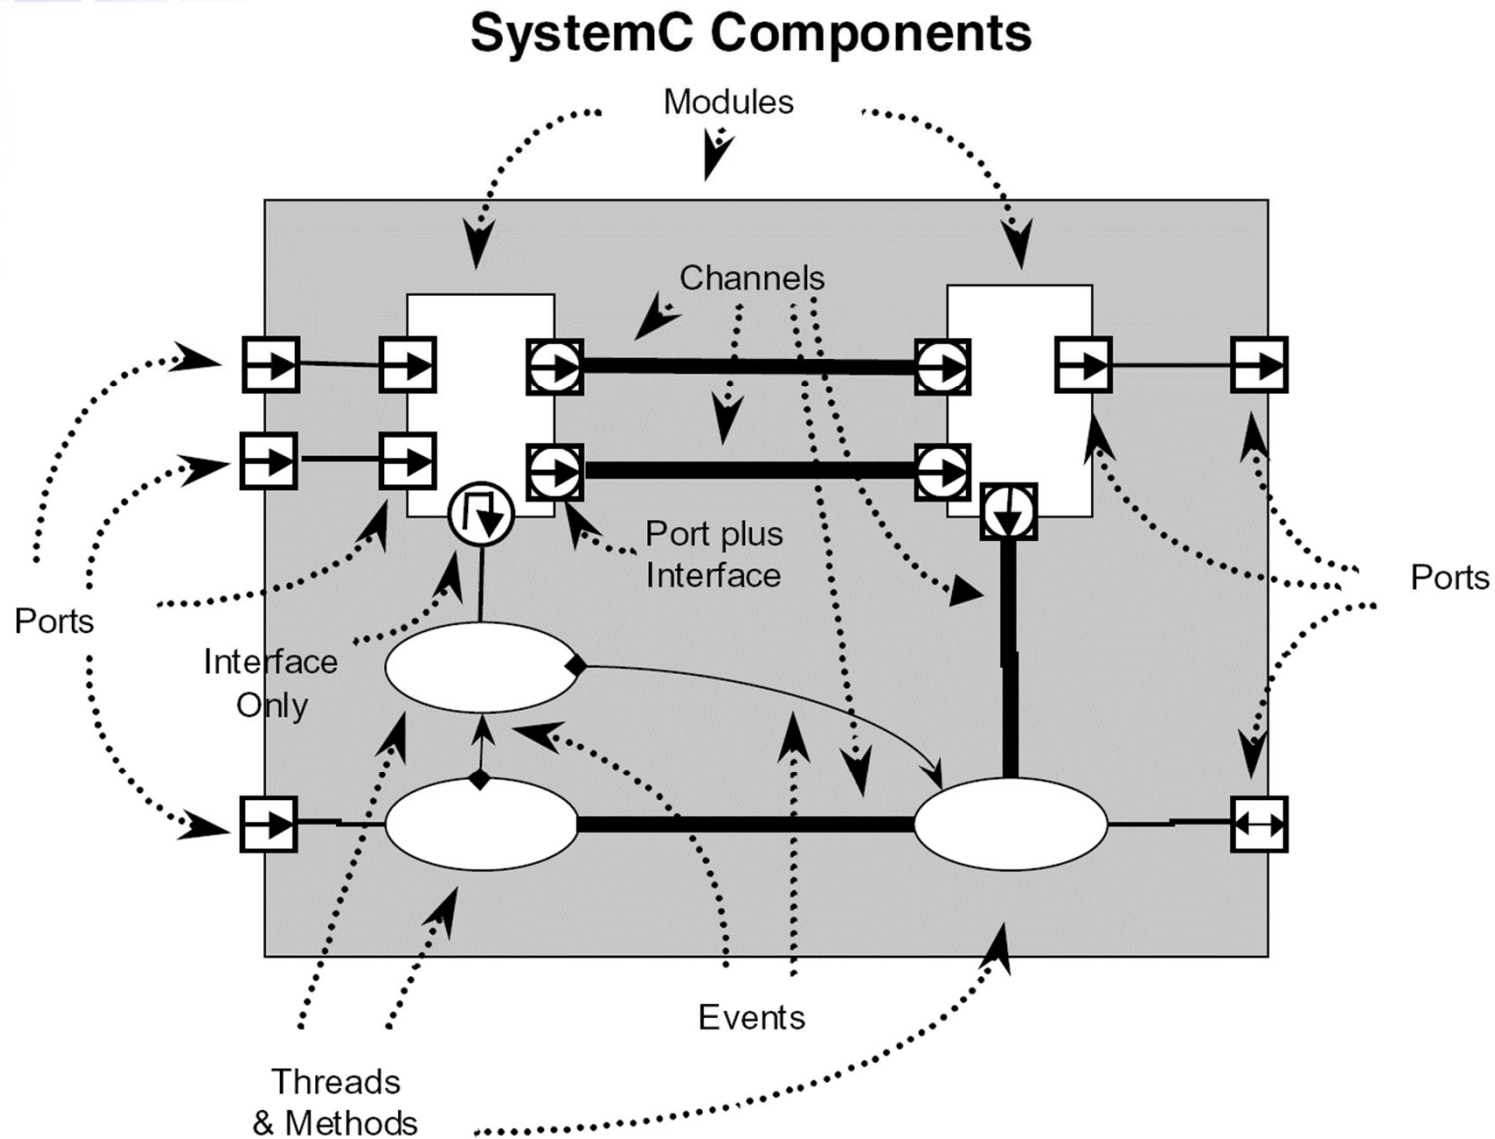 SystemC Components
Modules
Channels
Port plus
Interface
Ports
Ports
Interface
Only
Events
Threads
& Methods